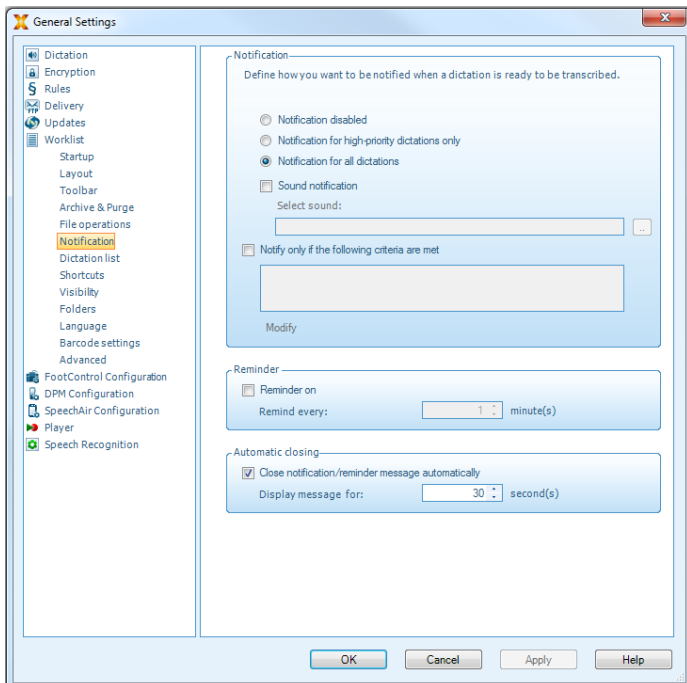 General Settings
x
Dictation
Encryption
§ Rules
FTP Delivery
Updates
Worklist
Startup
Layout
Toolbar
Archive & Purge
File operations
Notification
Dictation list
Shortcuts
Visibility
Folders
Language
Barcode settings
Advanced
FootControl Configuration
DPM Configuration
SpeechAir Configuration
Player
Speech Recognition
Notification
Define how you want to be notified when a dictation is ready to be transcribed.
Notification disabled
Notification for high-priority dictations only
Notification for all dictations
Sound notification
Select sound:
..
Notify only if the following criteria are met
Modify
Reminder
Reminder on
Remind every: 1 minute(s)
Automatic closing
Close notification/reminder message automatically
Display message for: 30 second(s)
OK Cancel Apply Help